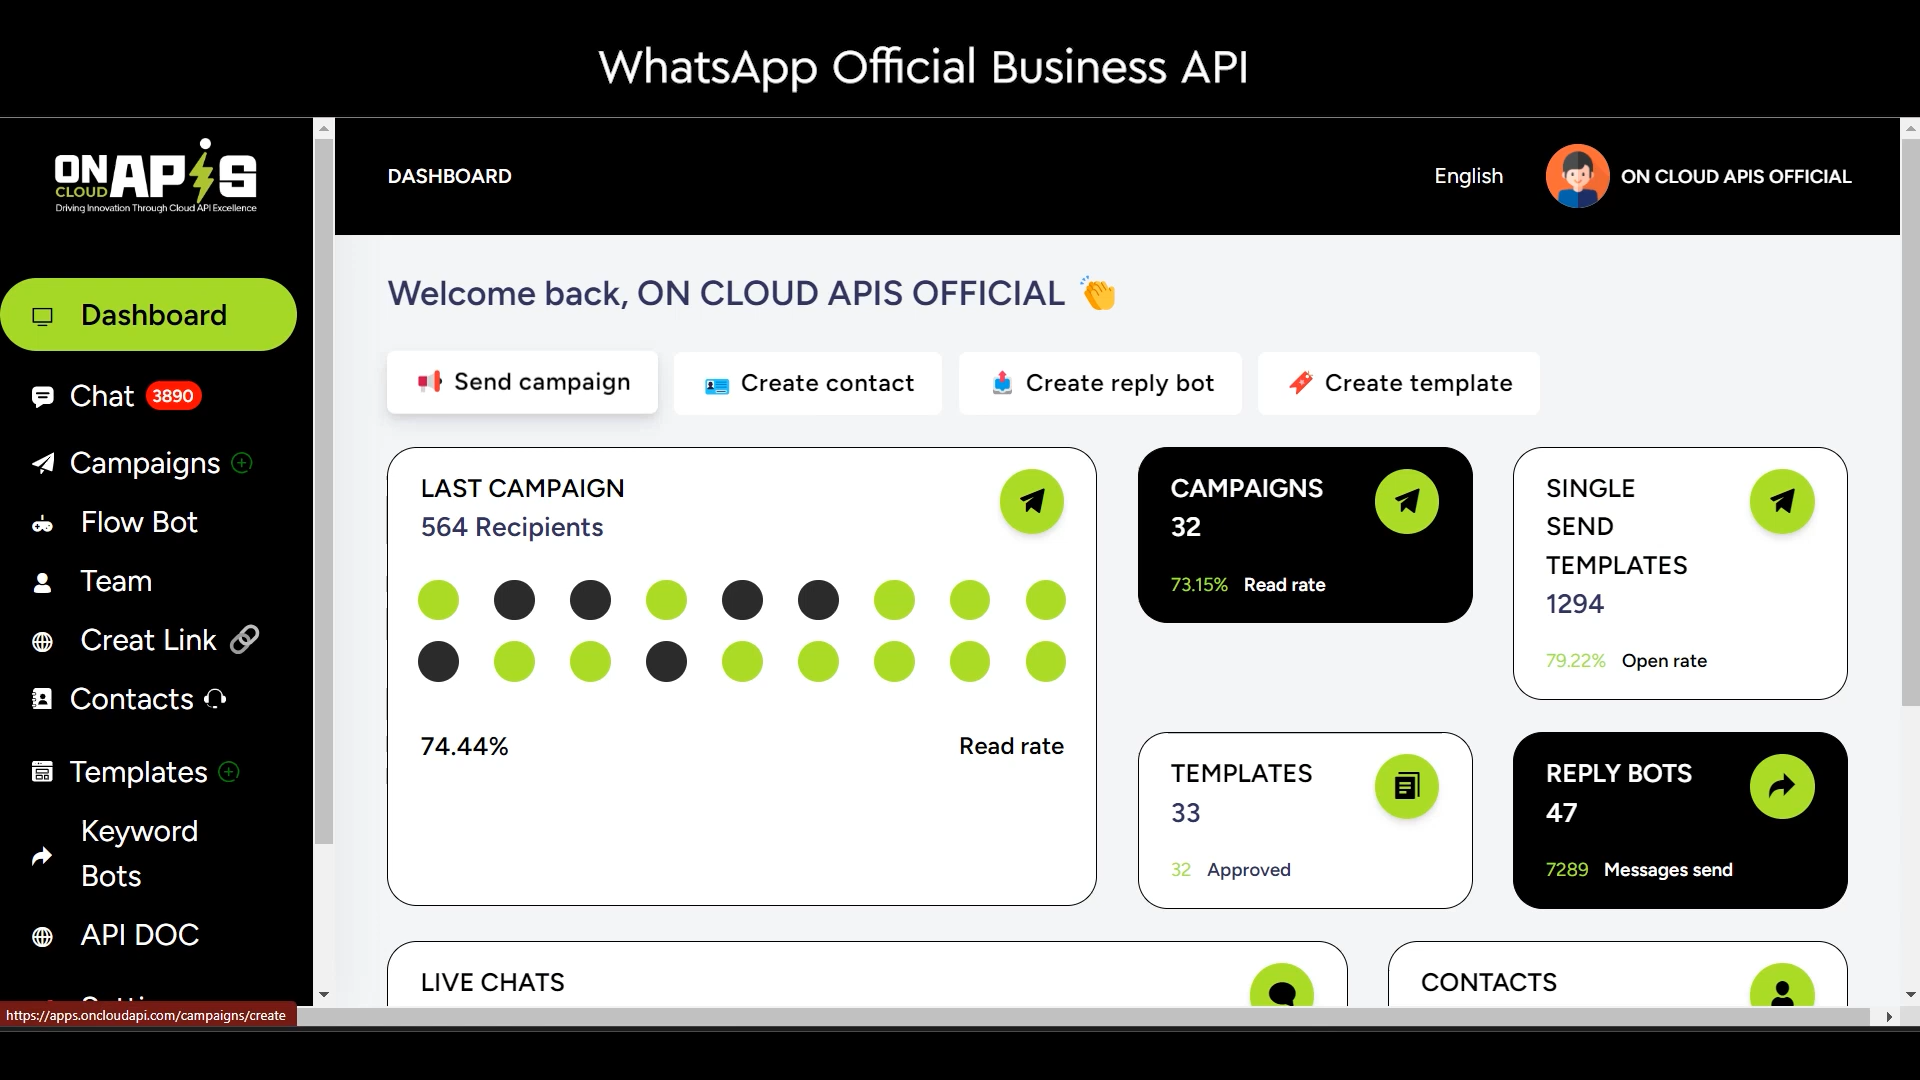 WhatsApp Official Business API
ON CLOUD APIS
Driving Innovation Through Cloud API Excellence
DASHBOARD
English
ON CLOUD APIS OFFICIAL
Dashboard
Chat 3890
Campaigns
Flow Bot
Team
Creat Link
Contacts
Templates
Keyword
Bots
API DOC
Welcome back, ON CLOUD APIS OFFICIAL 👏
Send campaign
Create contact
Create reply bot
Create template
LAST CAMPAIGN
564 Recipients
74.44% Read rate
CAMPAIGNS
32
73.15% Read rate
SINGLE
SEND
TEMPLATES
1294
79.22% Open rate
TEMPLATES
33
32 Approved
REPLY BOTS
47
7289 Messages send
LIVE CHATS
CONTACTS
https://apps.oncloudapi.com/campaigns/create